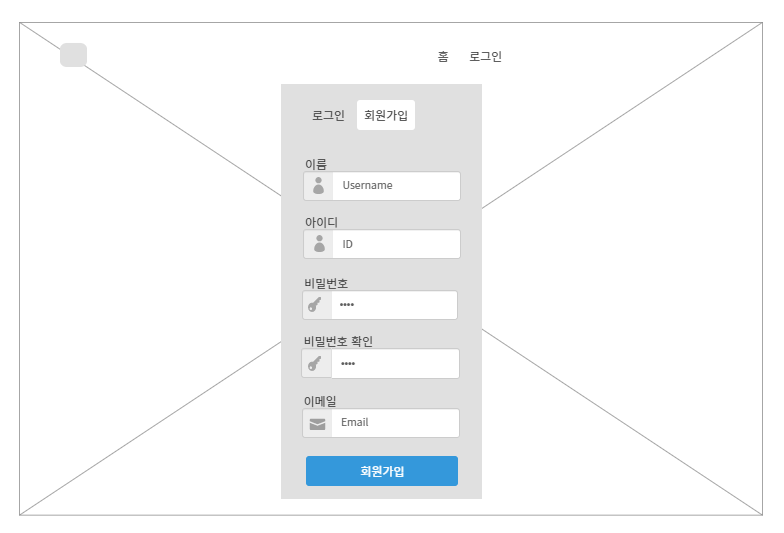 홈 로그인
로그인 회원가입
이름
Username
아이디
ID
비밀번호
••••
비밀번호 확인
••••
이메일
Email
회원가입